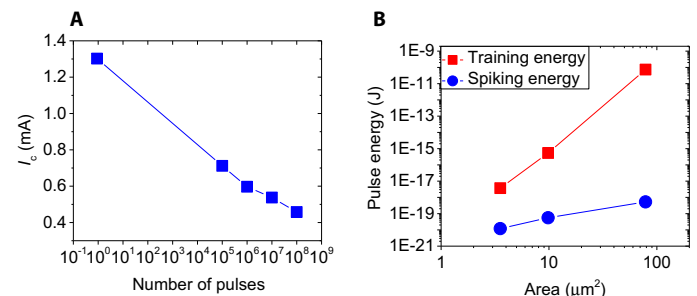 A
1.4
1.2
1.0
0.8
0.6
0.4
I_c (mA)
10⁻¹ 10⁰ 10¹ 10² 10³ 10⁴ 10⁵ 10⁶ 10⁷ 10⁸ 10⁹
Number of pulses
B
1E-9
1E-11
1E-13
1E-15
1E-17
1E-19
1E-21
Pulse energy (J)
Training energy
Spiking energy
1 10 100
Area (μm²)